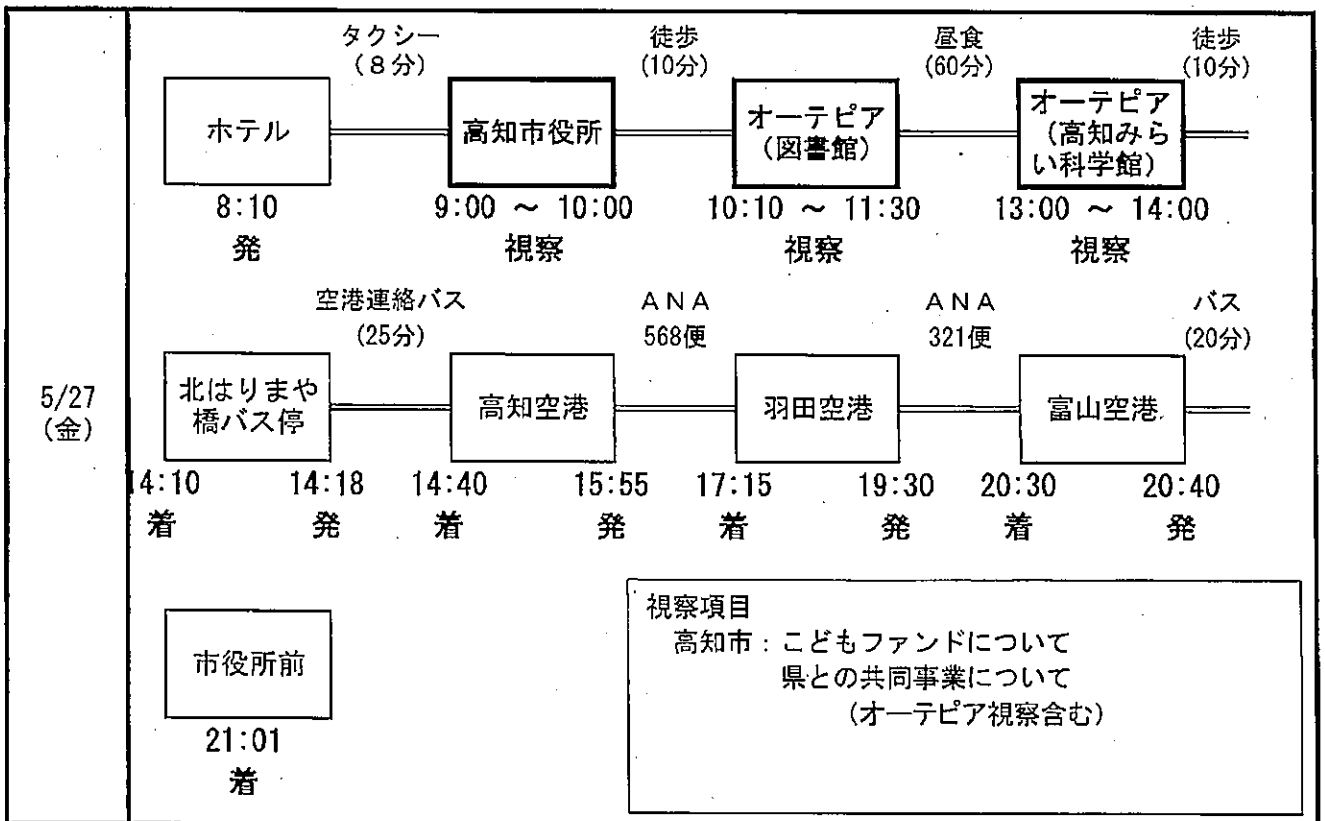 タクシー 徒歩 昼食 徒歩
(8分) (10分) (60分) (10分)
ホテル 高知市役所 オーテピア(図書館) オーテピア(高知みらい科学館)
8:10 9:00 ～ 10:00 10:10 ～ 11:30 13:00 ～ 14:00
発 視察 視察 視察
空港連絡バス ANA ANA バス
(25分) 568便 321便 (20分)
5/27
(金)
北はりまや橋バス停 高知空港 羽田空港 富山空港
14:10 14:18 14:40 15:55 17:15 19:30 20:30 20:40
着 発 着 発 着 発 着 発
市役所前
21:01
着
視察項目
高知市：こどもファンドについて
県との共同事業について
(オーテピア視察含む)